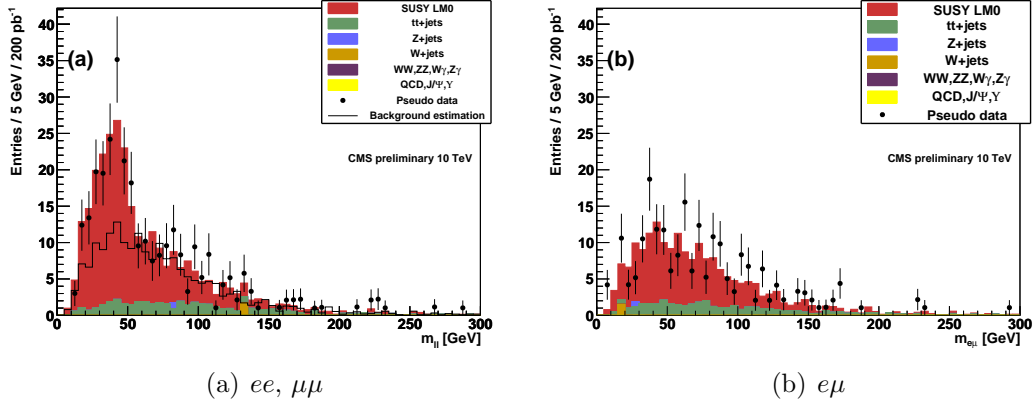 Entries / 5 GeV / 200 pb⁻¹
40
35
30
25
20
15
10
5
0
(a)
SUSY LM0
tt+jets
Z+jets
W+jets
WW,ZZ,Wγ,Zγ
QCD,J/Ψ,ϒ
Pseudo data
Background estimation
CMS preliminary 10 TeV
0 50 100 150 200 250 300
m_ll [GeV]
Entries / 5 GeV / 200 pb⁻¹
40
35
30
25
20
15
10
5
0
(b)
SUSY LM0
tt+jets
Z+jets
W+jets
WW,ZZ,Wγ,Zγ
QCD,J/Ψ,ϒ
Pseudo data
CMS preliminary 10 TeV
0 50 100 150 200 250 300
m_eμ [GeV]
(a) ee, μμ
(b) eμ